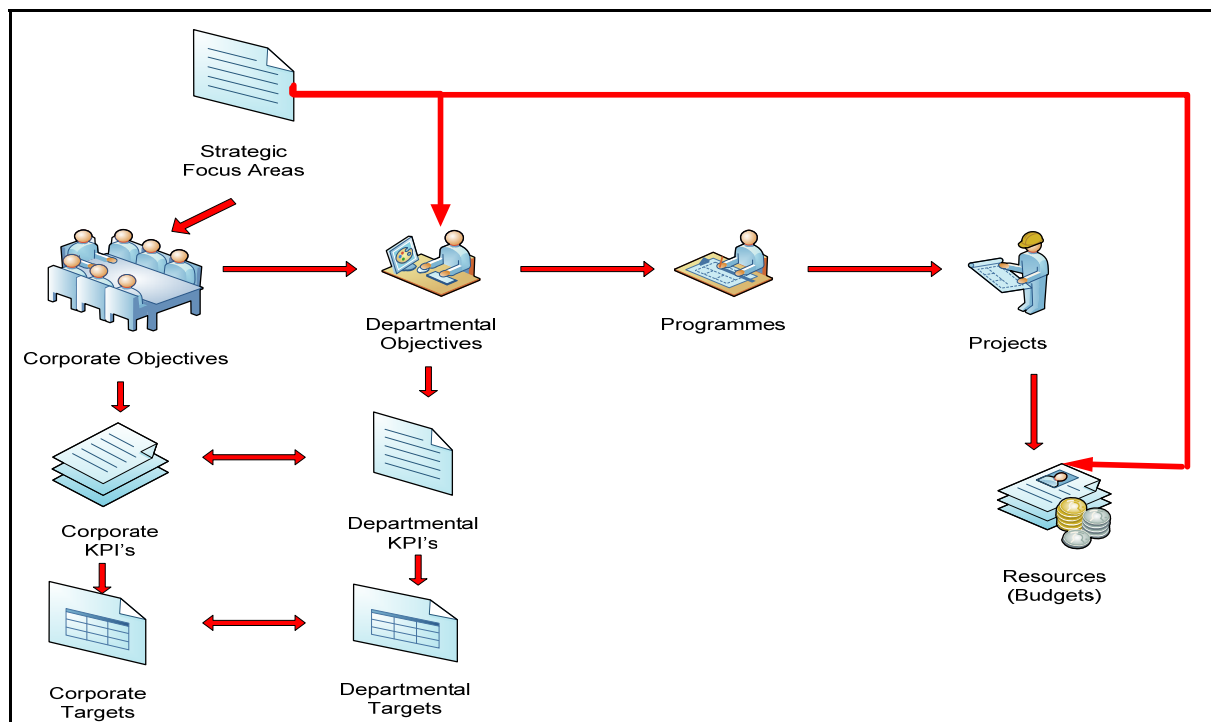 Strategic
Focus Areas
Corporate Objectives
Departmental
Objectives
Programmes
Projects
Corporate
KPI's
Departmental
KPI's
Resources
(Budgets)
Corporate
Targets
Departmental
Targets